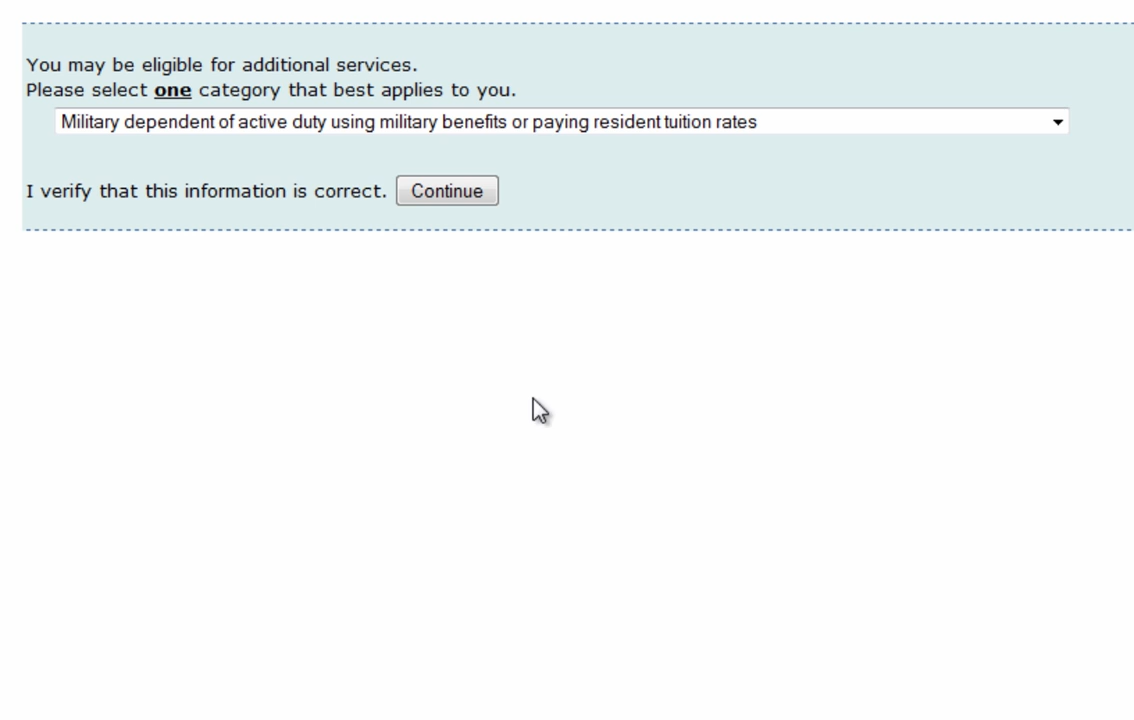 You may be eligible for additional services.
Please select one category that best applies to you.
Military dependent of active duty using military benefits or paying resident tuition rates
I verify that this information is correct. Continue